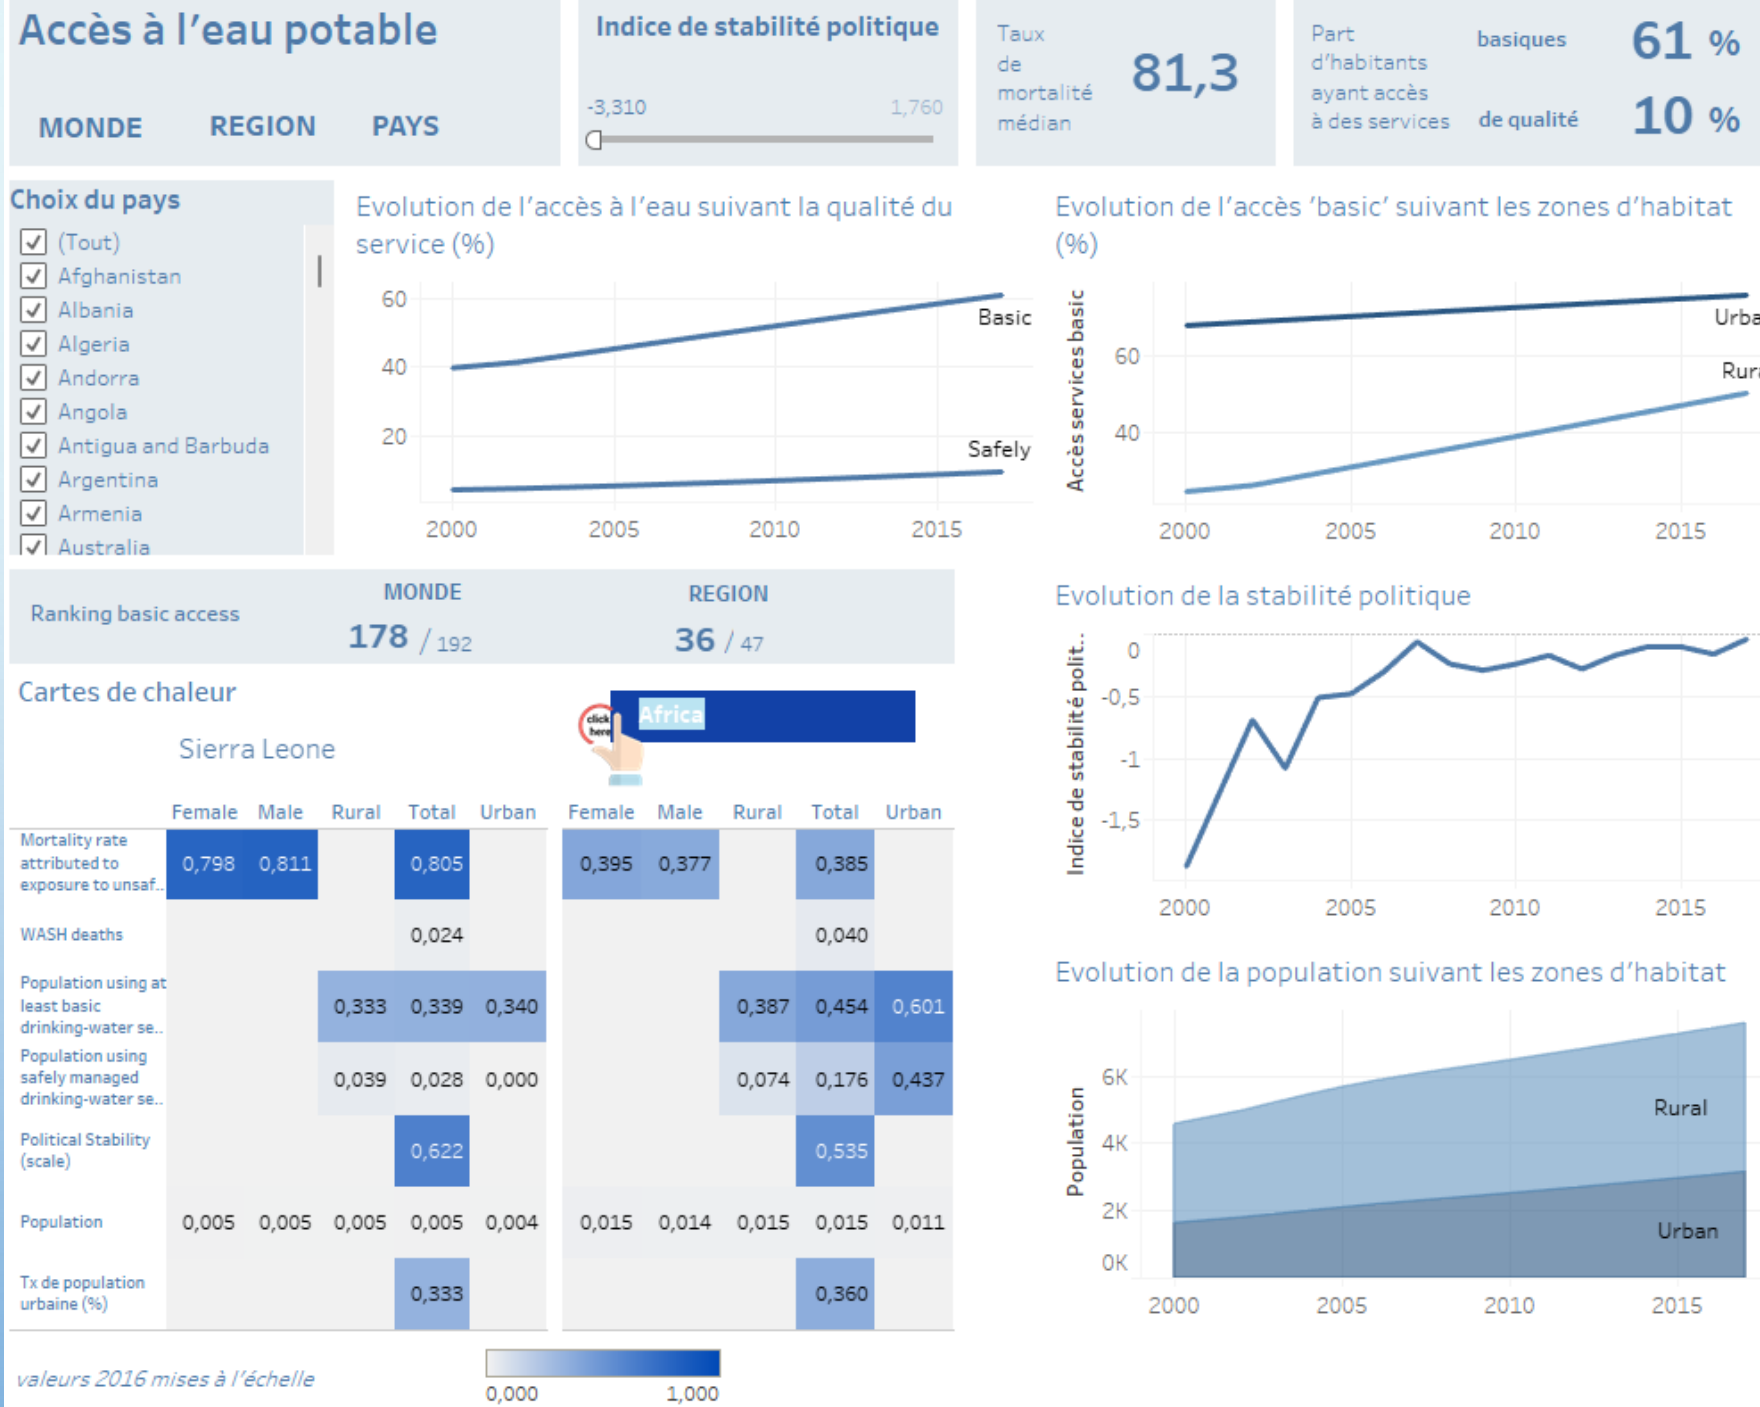 Accès à l'eau potable
MONDE REGION PAYS
Indice de stabilité politique
-3,310 1,760
Taux
de
mortalité
médian
81,3
Part
d'habitants
ayant accès
à des services
basiques 61 %
de qualité 10 %
Choix du pays
(Tout)
Afghanistan
Albania
Algeria
Andorra
Angola
Antigua and Barbuda
Argentina
Armenia
Australia
Evolution de l'accès à l'eau suivant la qualité du
service (%)
60
40
20
Basic
Safely
2000 2005 2010 2015
Evolution de l'accès 'basic' suivant les zones d'habitat
(%)
Accès services basic
60
40
Urba
Rura
2000 2005 2010 2015
Ranking basic access
MONDE
178 / 192
REGION
36 / 47
Evolution de la stabilité politique
Indice de stabilité polit..
0
-0,5
-1
-1,5
2000 2005 2010 2015
Cartes de chaleur
click
here
Africa
Sierra Leone
Female Male Rural Total Urban Female Male Rural Total Urban
Mortality rate
attributed to
exposure to unsaf..
0,798 0,811 0,805 0,395 0,377 0,385
WASH deaths 0,024 0,040
Population using at
least basic
drinking-water se..
0,333 0,339 0,340 0,387 0,454 0,601
Population using
safely managed
drinking-water se..
0,039 0,028 0,000 0,074 0,176 0,437
Political Stability
(scale)
0,622 0,535
Population 0,005 0,005 0,005 0,005 0,004 0,015 0,014 0,015 0,015 0,011
Tx de population
urbaine (%)
0,333 0,360
valeurs 2016 mises à l'échelle
0,000 1,000
Evolution de la population suivant les zones d'habitat
Population
6K
4K
2K
0K
Rural
Urban
2000 2005 2010 2015